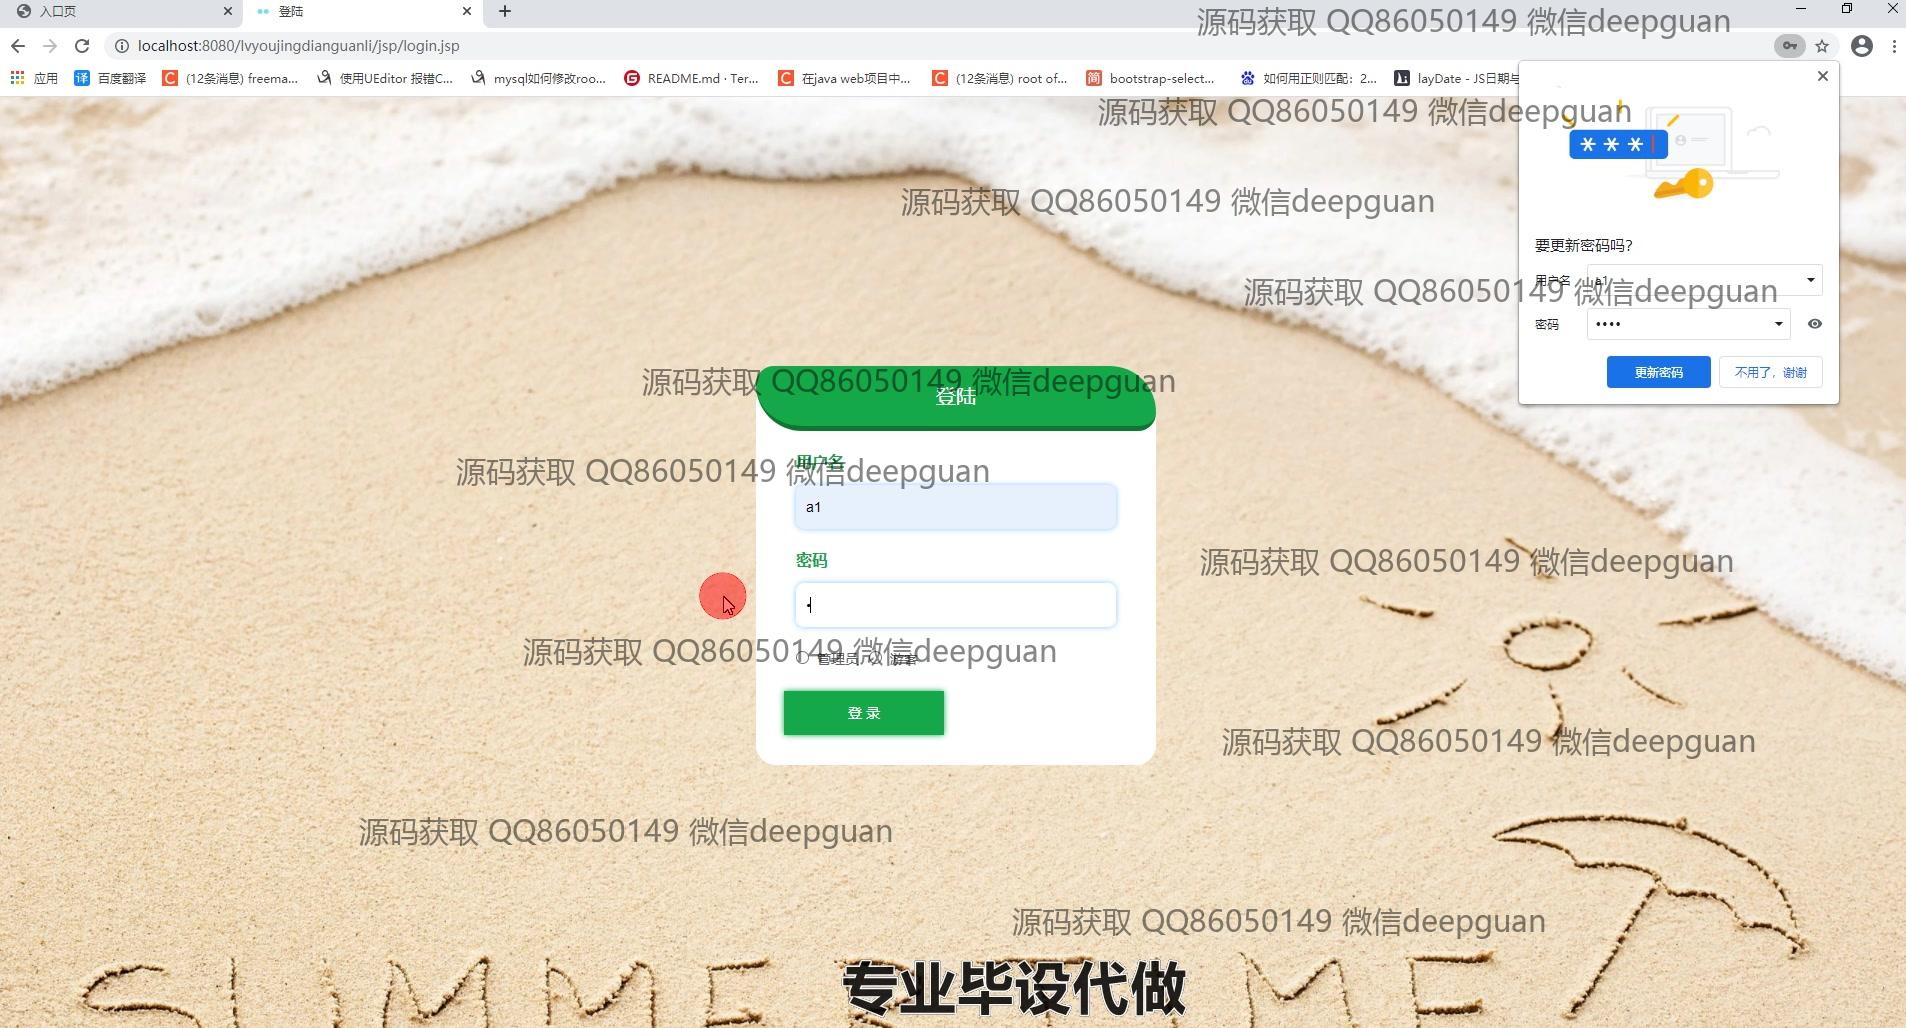 入口页
登陆
源码获取 QQ86050149 微信deepguan
localhost:8080/lvyoujingdianguanli/jsp/login.jsp
应用
译
百度翻译
(12条消息) freema...
使用UEditor 报错C...
mysql如何修改roo...
README.md · Ter...
在java web项目中...
(12条消息) root of...
简
bootstrap-select...
如何用正则匹配：2...
layDate - JS日期与
源码获取 QQ86050149 微信deepguan
源码获取 QQ86050149 微信deepguan
要更新密码吗？
用户名
a1
源码获取 QQ86050149 微信deepguan
密码
更新密码
不用了，谢谢
源码获取 QQ86050149 微信deepguan
登陆
用户名
源码获取 QQ86050149 微信deepguan
a1
密码
源码获取 QQ86050149 微信deepguan
源码获取 QQ86050149 微信deepguan
管理员
游客
登 录
源码获取 QQ86050149 微信deepguan
源码获取 QQ86050149 微信deepguan
源码获取 QQ86050149 微信deepguan
SUMMERTIME
专业毕设代做